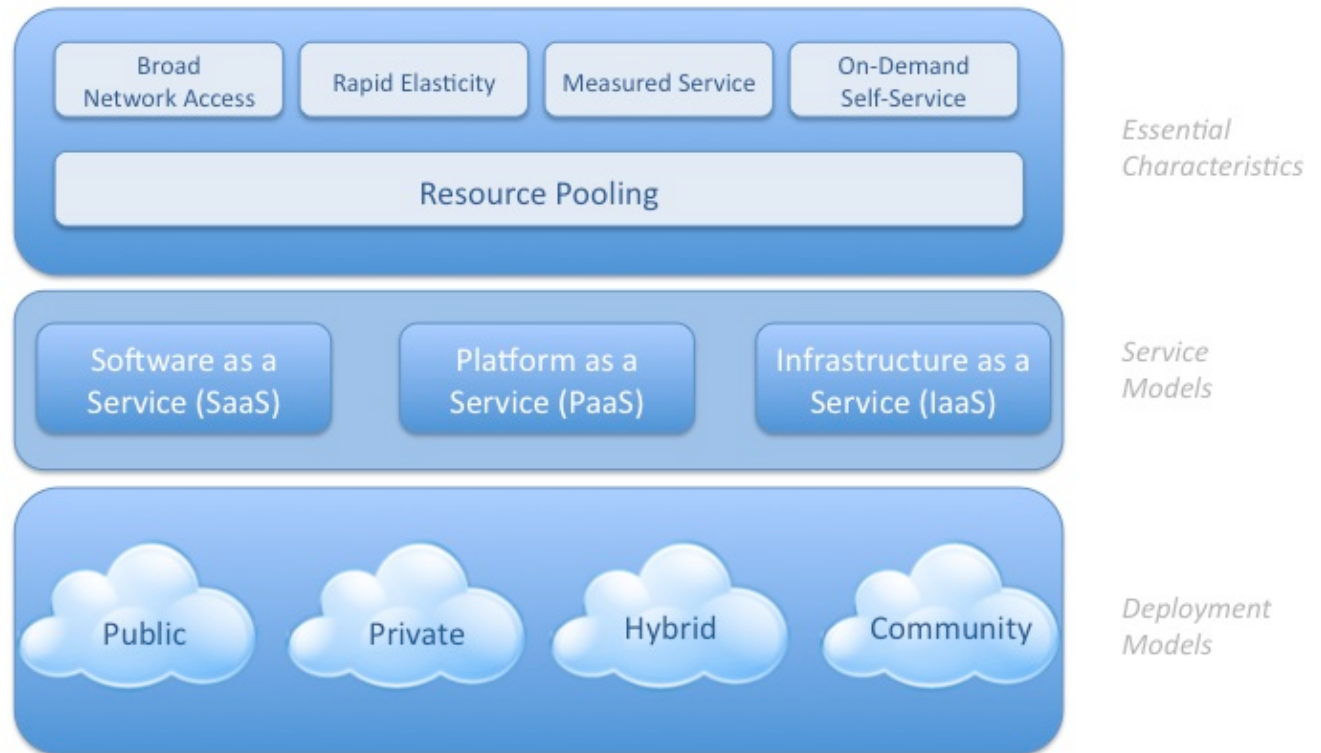 Broad
Network Access
Rapid Elasticity
Measured Service
On-Demand
Self-Service
Resource Pooling
Essential
Characteristics
Software as a
Service (SaaS)
Platform as a
Service (PaaS)
Infrastructure as a
Service (IaaS)
Service
Models
Public
Private
Hybrid
Community
Deployment
Models